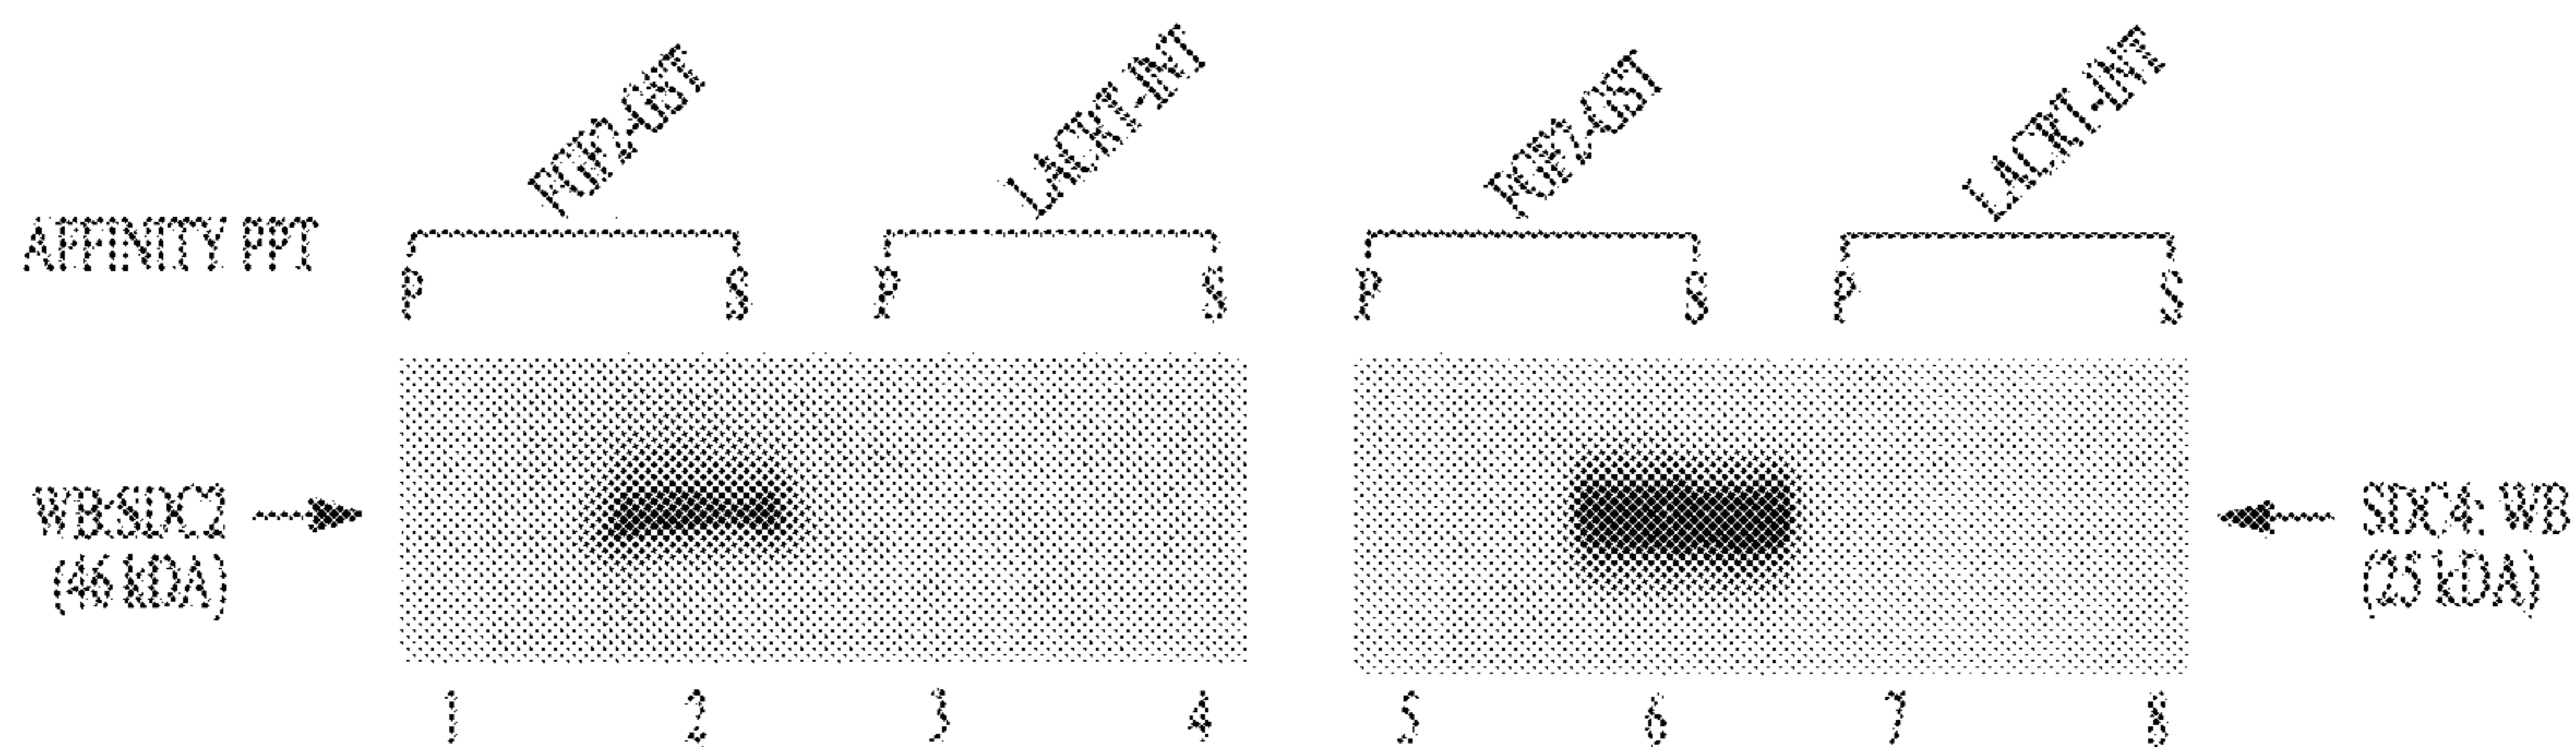 FGF2-GST LACRT-INT FGF2-GST LACRT-INT
AFFINITY PPT
P S P S P S P S
WB:SDC2
(46 kDA)
SDC4: WB
(25 kDA)
1 2 3 4 5 6 7 8